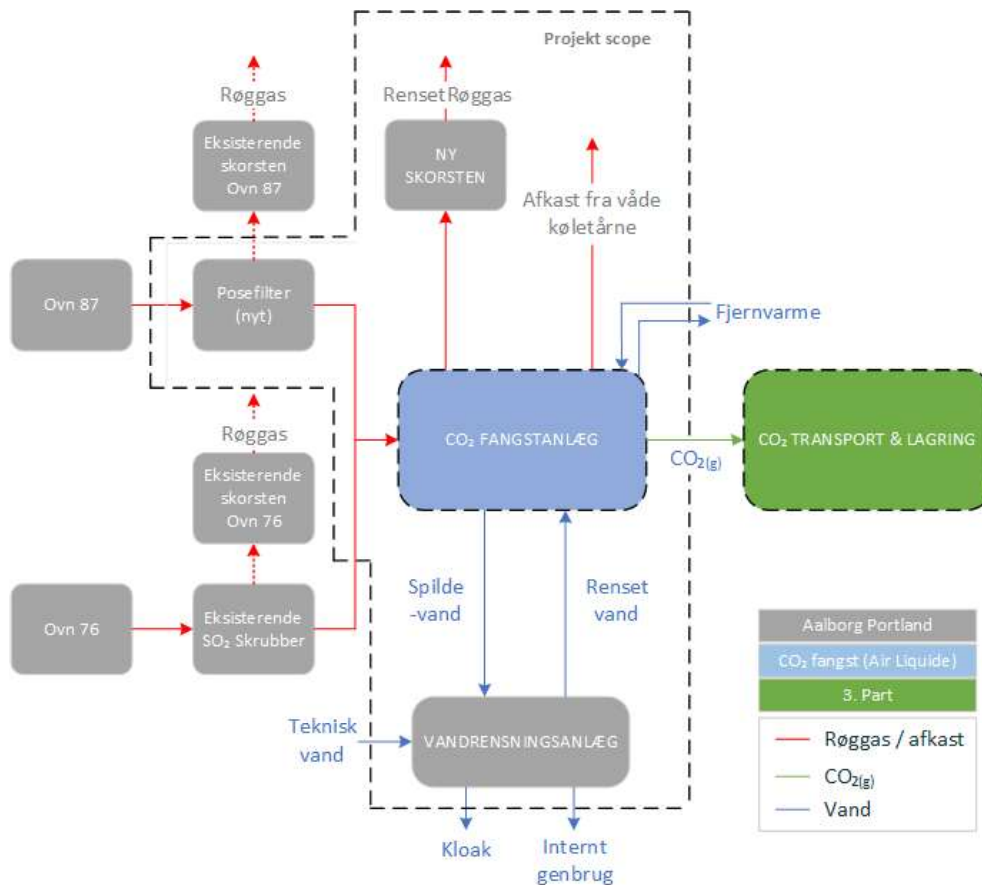 Projekt scope
Røggas
Renset Røggas
Eksisterende
skorsten
Ovn 87
NY
SKORSTEN
Afkast fra våde
køletårne
Ovn 87
Posefilter
(nyt)
Fjernvarme
Røggas
CO₂ FANGSTANLÆG
CO₂ TRANSPORT & LAGRING
CO₂(g)
Eksisterende
skorsten
Ovn 76
Ovn 76
Eksisterende
SO₂ Skrubber
Spilde
-vand
Renset
vand
Teknisk
vand
VANDRENSNINGSANLÆG
Kloak
Internt
genbrug
Aalborg Portland
CO₂ fangst (Air Liquide)
3. Part
Røggas / afkast
CO₂(g)
Vand